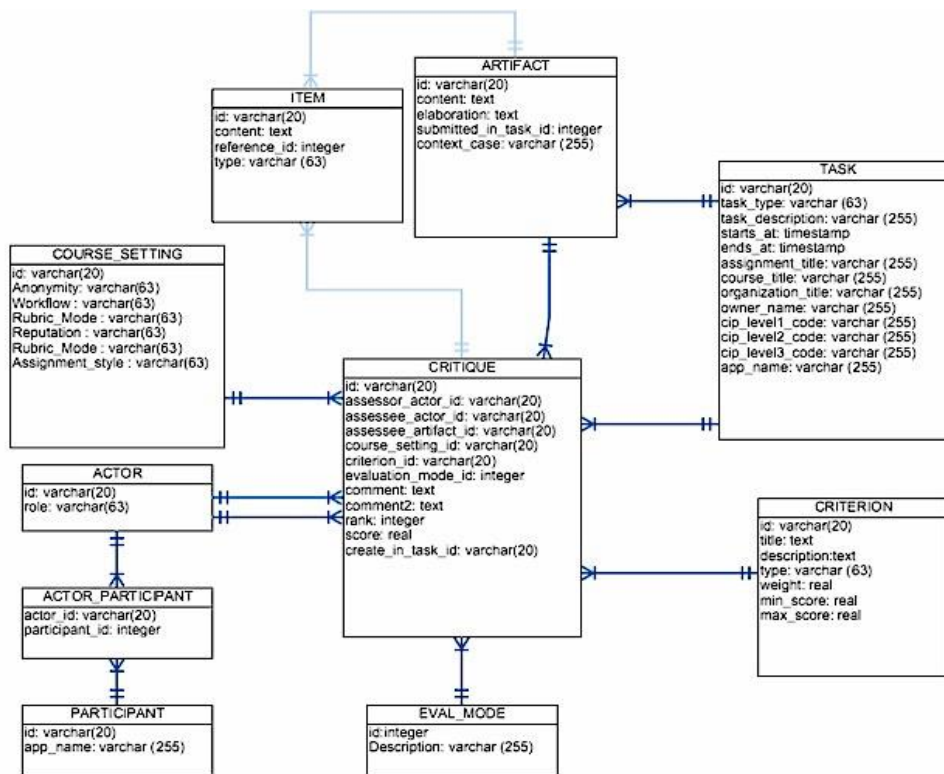 ARTIFACT
id: varchar(20)
content: text
elaboration: text
submitted_in_task_id: integer
context_case: varchar (255)
ITEM
id: varchar(20)
content: text
reference_id: integer
type: varchar (63)
TASK
id: varchar(20)
task_type: varchar (63)
task_description: varchar (255)
starts_at: timestamp
ends_at: timestamp
assignment_title: varchar (255)
course_title: varchar (255)
organization_title: varchar (255)
owner_name: varchar (255)
cip_level1_code: varchar (255)
cip_level2_code: varchar (255)
cip_level3_code: varchar (255)
app_name: varchar (255)
COURSE_SETTING
id: varchar(20)
Anonymity: varchar(63)
Workflow : varchar(63)
Rubric_Mode : varchar(63)
Reputation : varchar(63)
Rubric_Mode : varchar(63)
Assignment_style : varchar(63)
CRITIQUE
id: varchar(20)
assessor_actor_id: varchar(20)
assessee_actor_id: varchar(20)
assessee_artifact_id: varchar(20)
course_setting_id: varchar(20)
criterion_id: varchar(20)
evaluation_mode_id: integer
comment: text
comment2: text
rank: integer
score: real
create_in_task_id: varchar(20)
ACTOR
id: varchar(20)
role: varchar(63)
CRITERION
id: varchar(20)
title: text
description:text
type: varchar (63)
weight: real
min_score: real
max_score: real
ACTOR_PARTICIPANT
actor_id: varchar(20)
participant_id: integer
PARTICIPANT
id: varchar(20)
app_name: varchar (255)
EVAL_MODE
id:integer
Description: varchar (255)